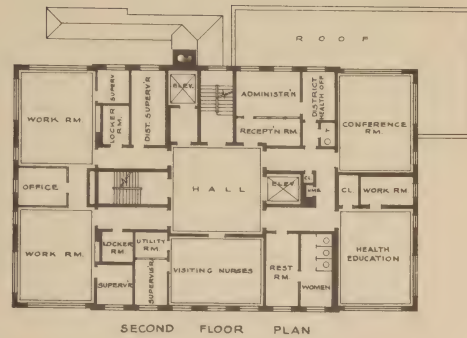 ROOF
SUPERV.
LOCKER RM.
DIST. SUPERV'R
ELEV.
ADMINISTR'N
DISTRICT HEALTH OFF.
WORK RM.
RECEPT'N RM.
T.
CONFERENCE RM.
OFFICE
HALL
ELEV
CL.
CL.
WORK RM.
WORK RM.
LOCKER RM.
UTILITY RM.
VISITING NURSES
REST RM.
HEALTH EDUCATION
SUPERV'R
SUPERVIS'R
WOMEN
SECOND FLOOR PLAN